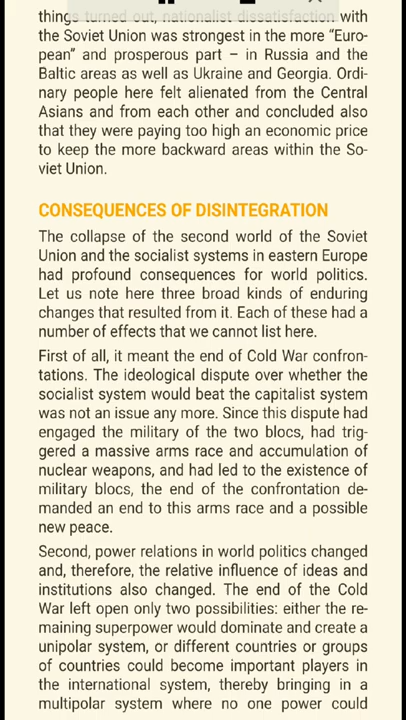 things turned out, nationalist dissatisfaction with
the Soviet Union was strongest in the more “Euro-
pean” and prosperous part – in Russia and the
Baltic areas as well as Ukraine and Georgia. Ordi-
nary people here felt alienated from the Central
Asians and from each other and concluded also
that they were paying too high an economic price
to keep the more backward areas within the So-
viet Union.
CONSEQUENCES OF DISINTEGRATION
The collapse of the second world of the Soviet
Union and the socialist systems in eastern Europe
had profound consequences for world politics.
Let us note here three broad kinds of enduring
changes that resulted from it. Each of these had a
number of effects that we cannot list here.
First of all, it meant the end of Cold War confron-
tations. The ideological dispute over whether the
socialist system would beat the capitalist system
was not an issue any more. Since this dispute had
engaged the military of the two blocs, had trig-
gered a massive arms race and accumulation of
nuclear weapons, and had led to the existence of
military blocs, the end of the confrontation de-
manded an end to this arms race and a possible
new peace.
Second, power relations in world politics changed
and, therefore, the relative influence of ideas and
institutions also changed. The end of the Cold
War left open only two possibilities: either the re-
maining superpower would dominate and create a
unipolar system, or different countries or groups
of countries could become important players in
the international system, thereby bringing in a
multipolar system where no one power could